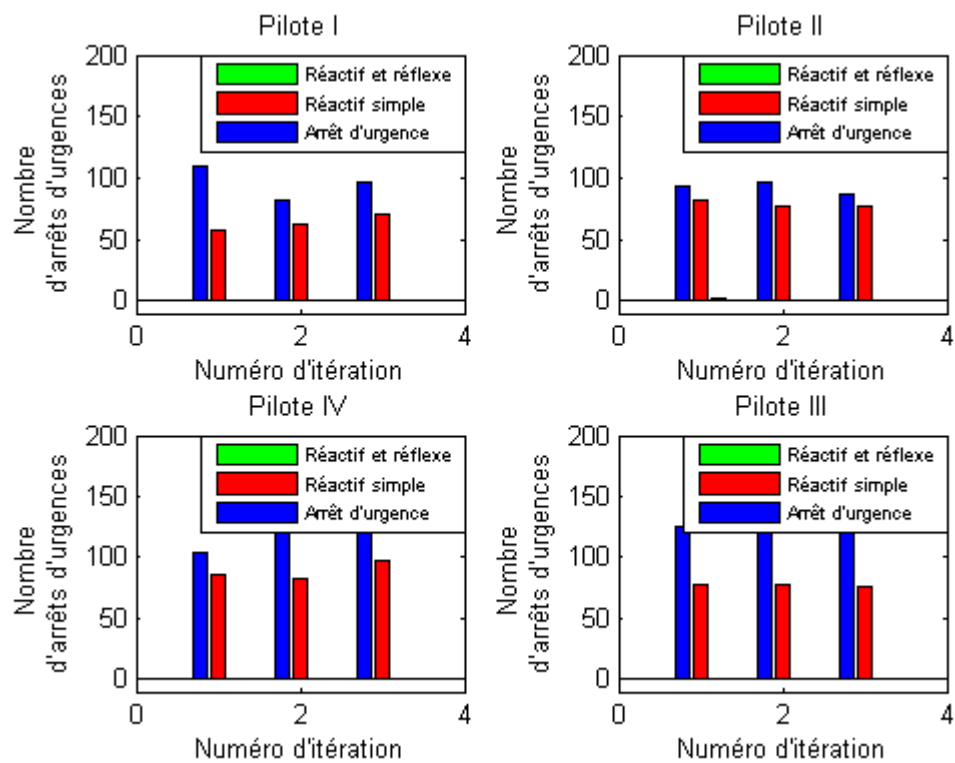 Pilote I
200
150
100
50
0
Nombre
d'arrêts d'urgences
Réactif et réflexe
Réactif simple
Arrêt d'urgence
0
2
4
Numéro d'itération
Pilote II
200
150
100
50
0
Nombre
d'arrêts d'urgences
Réactif et réflexe
Réactif simple
Arrêt d'urgence
0
2
4
Numéro d'itération
Pilote IV
200
150
100
50
0
Nombre
d'arrêts d'urgences
Réactif et réflexe
Réactif simple
Arrêt d'urgence
0
2
4
Numéro d'itération
Pilote III
200
150
100
50
0
Nombre
d'arrêts d'urgences
Réactif et réflexe
Réactif simple
Arrêt d'urgence
0
2
4
Numéro d'itération